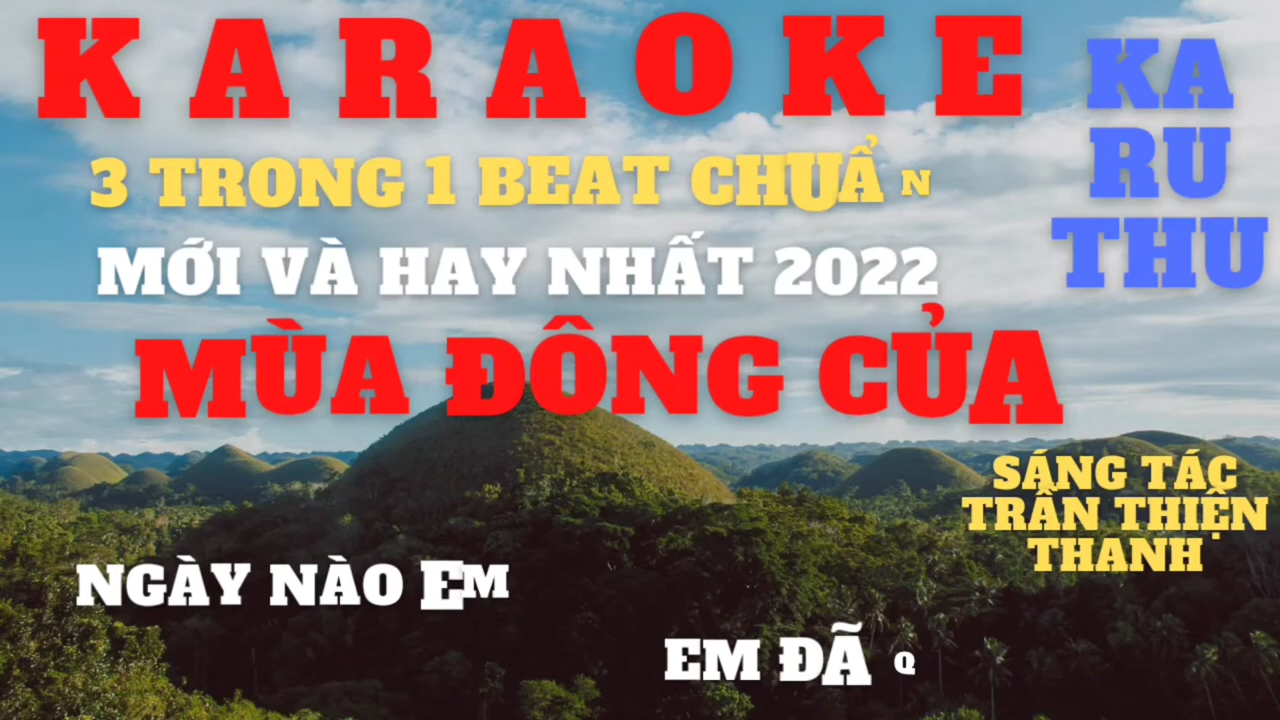 KARAOKE
KA
RU
THU
3 TRONG 1 BEAT CHUẨN
MỚI VÀ HAY NHẤT 2022
MÙA ĐÔNG CỦA
SÁNG TÁC
TRẦN THIỆN
THANH
NGÀY NÀO EM
EM ĐÃ Q